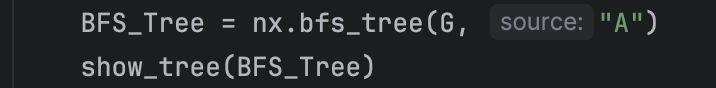 BFS_Tree = nx.bfs_tree(G, source: "A")
show_tree(BFS_Tree)